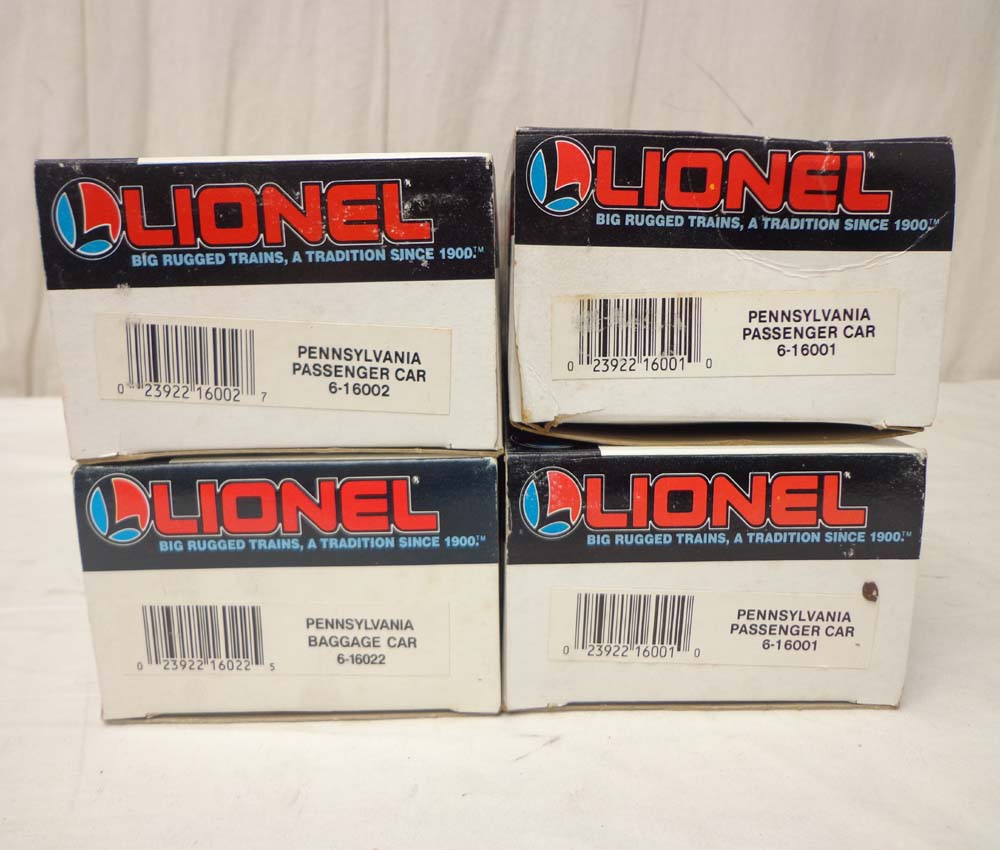 LIONEL®
BIG RUGGED TRAINS, A TRADITION SINCE 1900.™
PENNSYLVANIA
PASSENGER CAR
6-16002
0 23922 16002 7
LIONEL®
BIG RUGGED TRAINS, A TRADITION SINCE 1900.™
PENNSYLVANIA
PASSENGER CAR
6-16001
0 23922 16001 0
LIONEL®
BIG RUGGED TRAINS, A TRADITION SINCE 1900.™
PENNSYLVANIA
BAGGAGE CAR
6-16022
0 23922 16022 5
LIONEL®
BIG RUGGED TRAINS, A TRADITION SINCE 1900.™
PENNSYLVANIA
PASSENGER CAR
6-16001
0 23922 16001 0